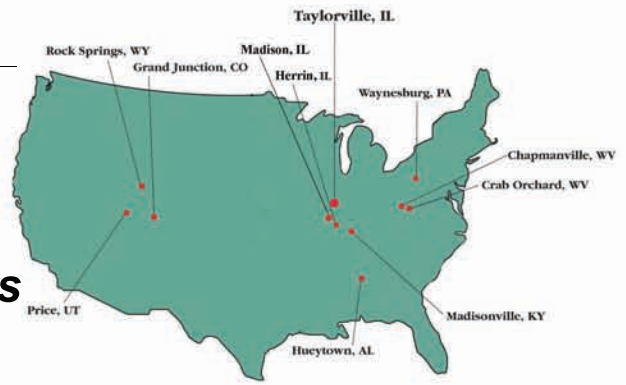 Taylorville, IL
Rock Springs, WY
Madison, IL
Grand Junction, CO
Herrin, IL
Waynesburg, PA
Chapmanville, WV
Crab Orchard, WV
s
Price, UT
Madisonville, KY
Hueytown, AL